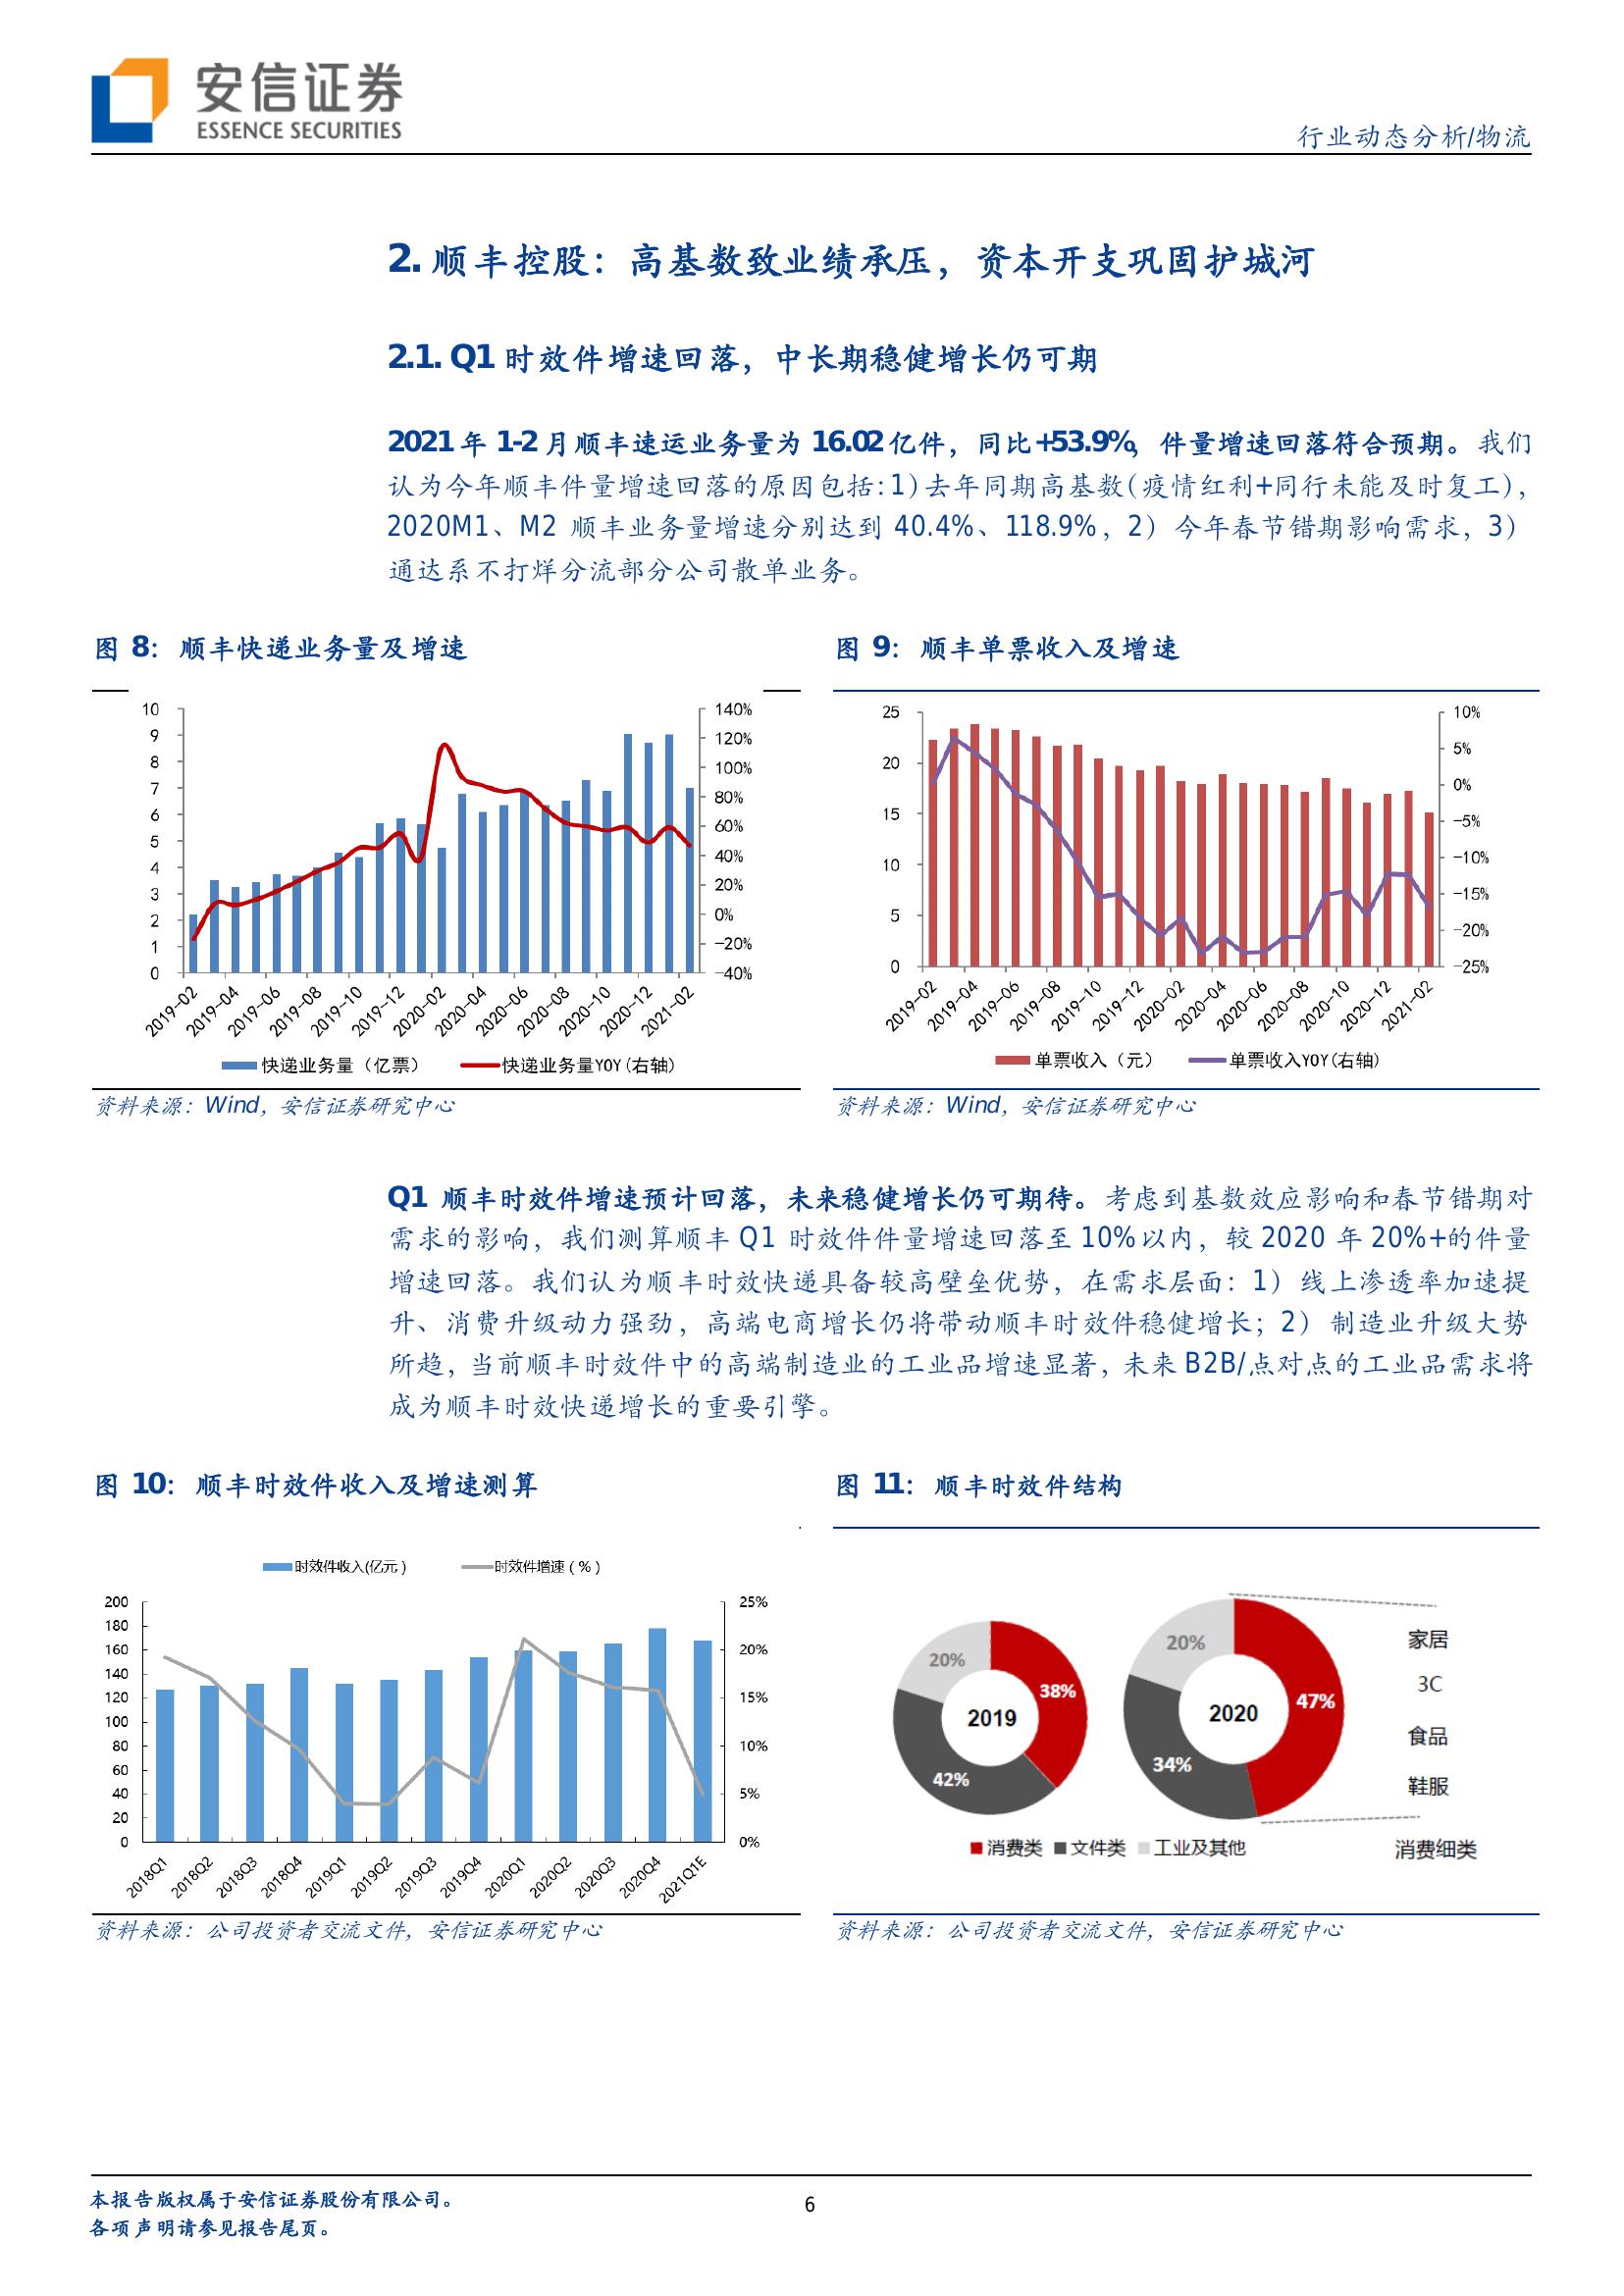 安信证券
ESSENCE SECURITIES
行业动态分析/物流
2. 顺丰控股：高基数致业绩承压，资本开支巩固护城河
2.1. Q1 时效件增速回落，中长期稳健增长仍可期
2021 年 1-2 月顺丰速运业务量为 16.02 亿件，同比+53.9%，件量增速回落符合预期。我们
认为今年顺丰件量增速回落的原因包括：1）去年同期高基数（疫情红利+同行未能及时复工），
2020M1、M2 顺丰业务量增速分别达到 40.4%、118.9%，2）今年春节错期影响需求，3）
通达系不打烊分流部分公司散单业务。
图 8：顺丰快递业务量及增速
10
9
8
7
6
5
4
3
2
1
0
140%
120%
100%
80%
60%
40%
20%
0%
-20%
-40%
2019-02
2019-04
2019-06
2019-08
2019-10
2019-12
2020-02
2020-04
2020-06
2020-08
2020-10
2020-12
2021-02
快递业务量（亿票）
快递业务量YOY(右轴)
资料来源：Wind，安信证券研究中心
图 9：顺丰单票收入及增速
25
20
15
10
5
0
10%
5%
0%
-5%
-10%
-15%
-20%
-25%
2019-02
2019-04
2019-06
2019-08
2019-10
2019-12
2020-02
2020-04
2020-06
2020-08
2020-10
2020-12
2021-02
单票收入（元）
单票收入YOY(右轴)
资料来源：Wind，安信证券研究中心
Q1 顺丰时效件增速预计回落，未来稳健增长仍可期待。考虑到基数效应影响和春节错期对
需求的影响，我们测算顺丰 Q1 时效件件量增速回落至 10%以内，较 2020 年 20%+的件量
增速回落。我们认为顺丰时效快递具备较高壁垒优势，在需求层面：1）线上渗透率加速提
升、消费升级动力强劲，高端电商增长仍将带动顺丰时效件稳健增长；2）制造业升级大势
所趋，当前顺丰时效件中的高端制造业的工业品增速显著，未来 B2B/点对点的工业品需求将
成为顺丰时效快递增长的重要引擎。
图 10：顺丰时效件收入及增速测算
时效件收入(亿元)
时效件增速（%）
200
180
160
140
120
100
80
60
40
20
0
25%
20%
15%
10%
5%
0%
2018Q1
2018Q2
2018Q3
2018Q4
2019Q1
2019Q2
2019Q3
2019Q4
2020Q1
2020Q2
2020Q3
2020Q4
2021Q1E
资料来源：公司投资者交流文件，安信证券研究中心
图 11：顺丰时效件结构
20%
38%
2019
42%
20%
47%
2020
34%
家居
3C
食品
鞋服
消费细类
消费类
文件类
工业及其他
资料来源：公司投资者交流文件，安信证券研究中心
本报告版权属于安信证券股份有限公司。
各项声明请参见报告尾页。
6